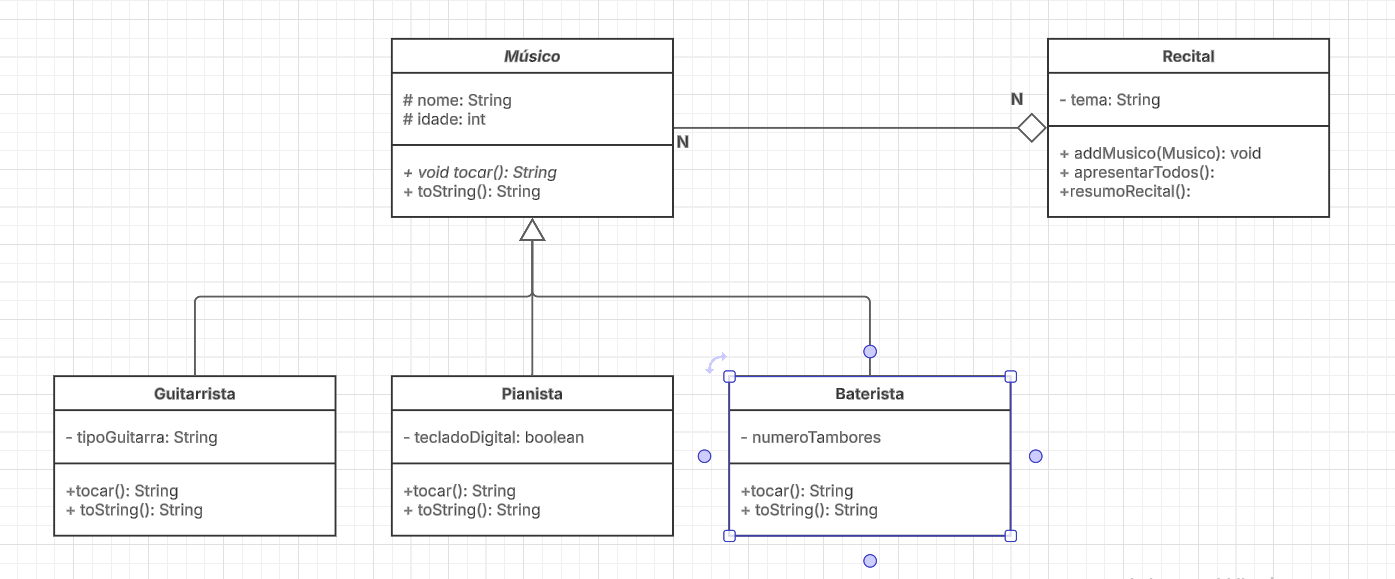 Músico
# nome: String
# idade: int
+ void tocar(): String
+ toString(): String
N
N
Recital
- tema: String
+ addMusico(Musico): void
+ apresentarTodos():
+resumoRecital():
Guitarrista
- tipoGuitarra: String
+tocar(): String
+ toString(): String
Pianista
- tecladoDigital: boolean
+tocar(): String
+ toString(): String
Baterista
- numeroTambores
+tocar(): String
+ toString(): String